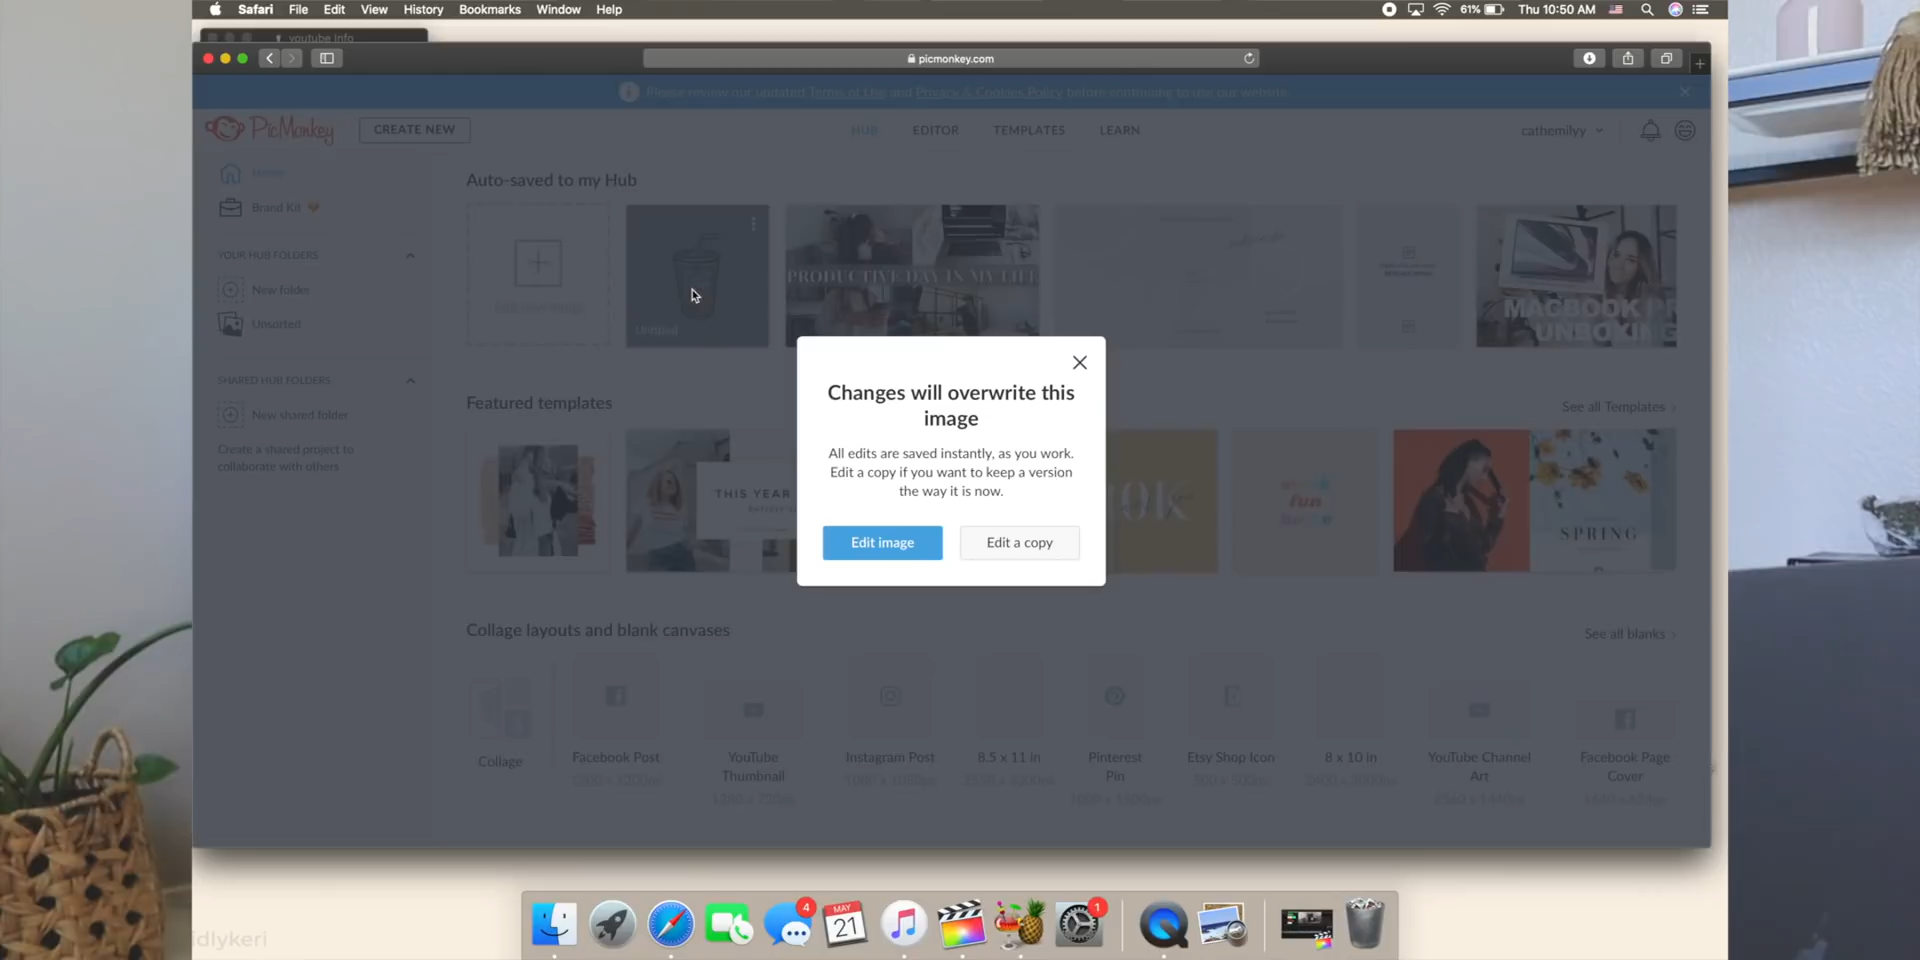 Safari File Edit View History Bookmarks Window Help
61% Thu 10:50 AM
youtube Info
picmonkey.com
Please review our updated Terms of Use and Privacy & Cookies Policy before continuing to use our website.
PicMonkey CREATE NEW HUB EDITOR TEMPLATES LEARN cathemilyy
Home
Brand Kit
YOUR HUB FOLDERS
New folder
Unsorted
SHARED HUB FOLDERS
New shared folder
Create a shared project to
collaborate with others
Auto-saved to my Hub
Untitled
PRODUCTIVE DAY IN MY LIFE
MACBOOK PR
UNBOXING
Featured templates
See all Templates
THIS YEAR
fun
SPRING
Changes will overwrite this
image
All edits are saved instantly, as you work.
Edit a copy if you want to keep a version
the way it is now.
Edit image Edit a copy
Collage layouts and blank canvases
See all blanks
Collage
Facebook Post
YouTube
Thumbnail
Instagram Post
8.5 x 11 in
Pinterest
Pin
Etsy Shop Icon
8 x 10 in
YouTube Channel
Art
Facebook Page
Cover
4
MAY
21
1
idlykeri